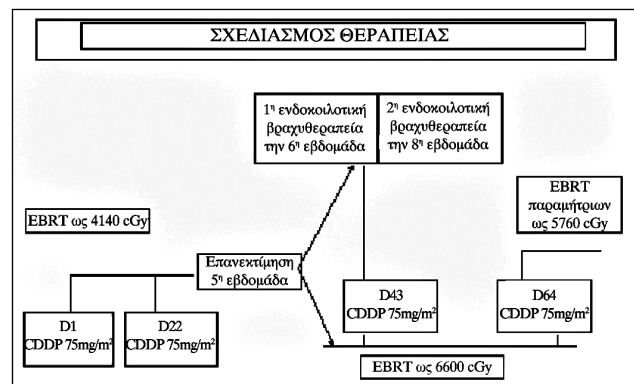 ΣΧΕΔΙΑΣΜΟΣ ΘΕΡΑΠΕΙΑΣ
1η ενδοκοιλοτική
βραχυθεραπεία
την 6η εβδομάδα
2η ενδοκοιλοτική
βραχυθεραπεία
την 8η εβδομάδα
EBRT ως 4140 cGy
EBRT
παραμήτριων
ως 5760 cGy
Επανεκτίμηση
5η εβδομάδα
D1
CDDP 75mg/m²
D22
CDDP 75mg/m²
D43
CDDP 75mg/m²
D64
CDDP 75mg/m²
EBRT ως 6600 cGy